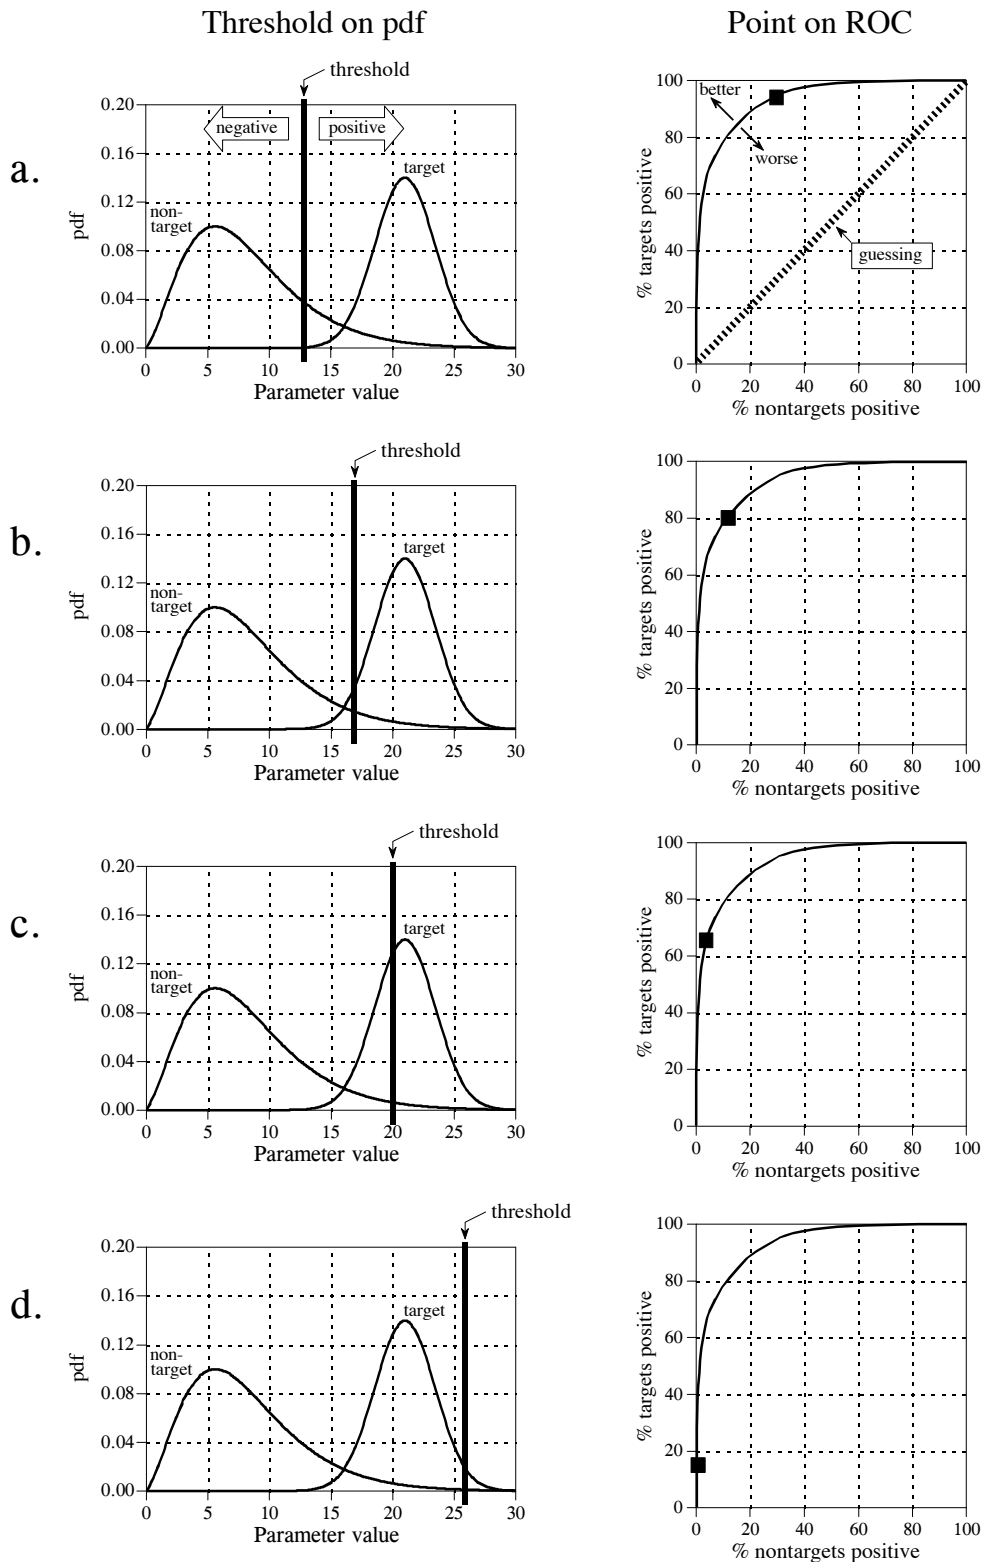 Threshold on pdf
Point on ROC
a.
threshold
negative
positive
target
non-
target
0.20
0.16
0.12
0.08
0.04
0.00
pdf
0 5 10 15 20 25 30
Parameter value
100
80
60
40
20
0
% targets positive
better
worse
guessing
0 20 40 60 80 100
% nontargets positive
b.
threshold
target
non-
target
0.20
0.16
0.12
0.08
0.04
0.00
pdf
0 5 10 15 20 25 30
Parameter value
100
80
60
40
20
0
% targets positive
0 20 40 60 80 100
% nontargets positive
c.
threshold
target
non-
target
0.20
0.16
0.12
0.08
0.04
0.00
pdf
0 5 10 15 20 25 30
Parameter value
100
80
60
40
20
0
% targets positive
0 20 40 60 80 100
% nontargets positive
d.
threshold
target
non-
target
0.20
0.16
0.12
0.08
0.04
0.00
pdf
0 5 10 15 20 25 30
Parameter value
100
80
60
40
20
0
% targets positive
0 20 40 60 80 100
% nontargets positive